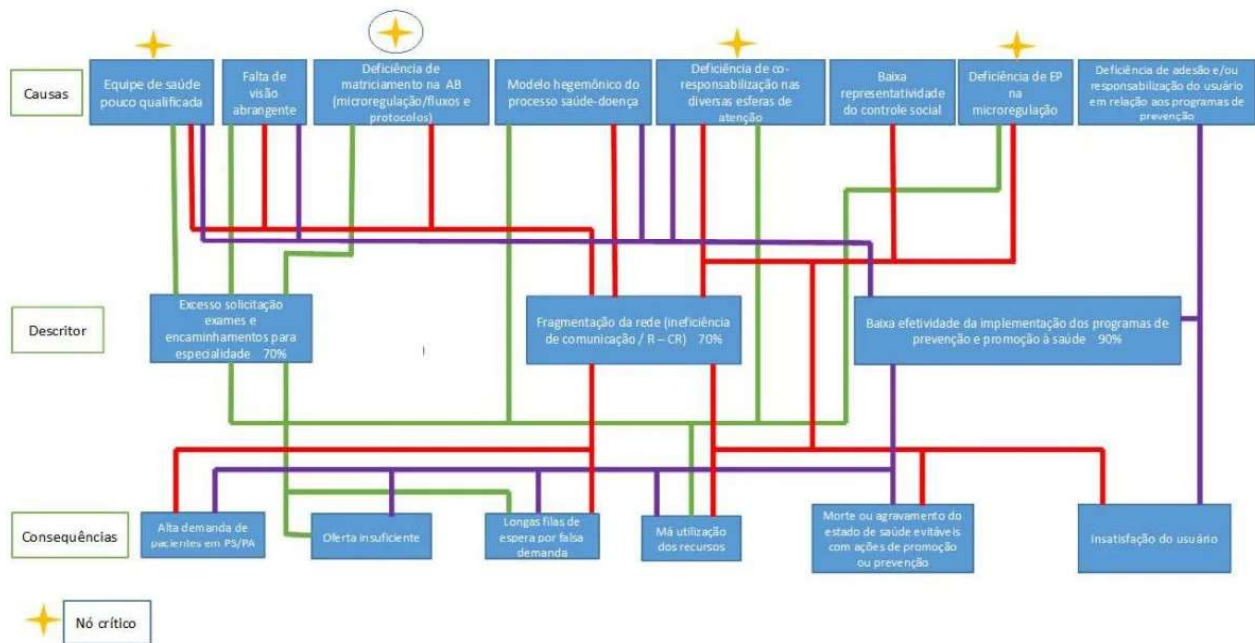 Causas
Equipe de saúde
pouco qualificada
Falta de
visão
abrangente
Deficiência de
matriciamento na AB
(microregulação/fluxos e
protocolos)
Modelo hegemônico do
processo saúde-doença
Deficiência de co-
responsabilização nas
diversas esferas de
atenção
Baixa
representatividade
do controle social
Deficiência de EP
na
microregulação
Deficiência de adesão e/ou
responsabilização do usuário
em relação aos programas de
prevenção
Descritor
Excesso solicitação
exames e
encaminhamentos para
especialidade 70%
)
Fragmentação da rede (ineficiência
de comunicação / R – CR) 70%
Baixa efetividade da implementação dos programas de
prevenção e promoção à saúde 90%
Consequências
Alta demanda de
pacientes em PS/PA
Oferta insuficiente
Longas filas de
espera por falsa
demanda
Má utilização
dos recursos
Morte ou agravamento do
estado de saúde evitáveis
com ações de promoção
ou prevenção
Insatisfação do usuário
Nó crítico